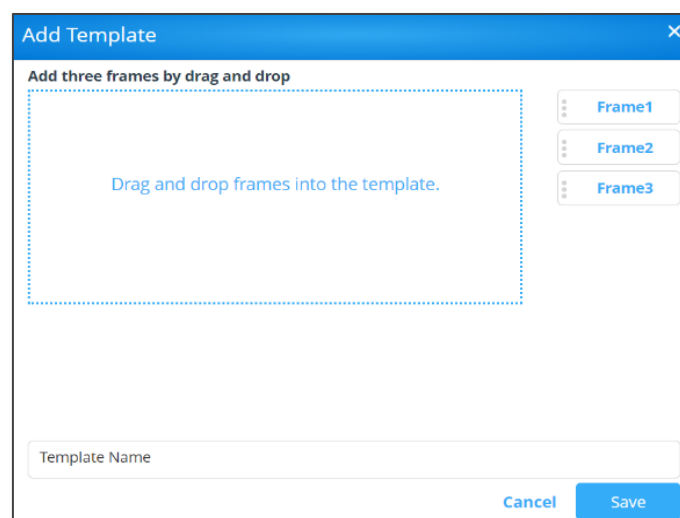 Add Template
Add three frames by drag and drop
Drag and drop frames into the template.
Frame1
Frame2
Frame3
Template Name
Cancel
Save